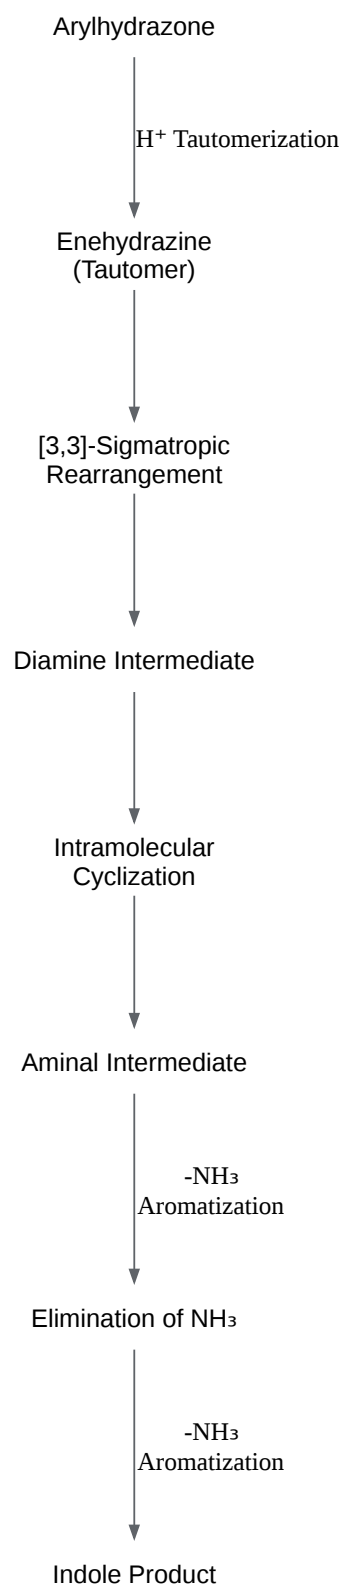 Arylhydrazone
H⁺ Tautomerization
Enehydrazine
(Tautomer)
[3,3]-Sigmatropic
Rearrangement
Diamine Intermediate
Intramolecular
Cyclization
Aminal Intermediate
-NH₃
Aromatization
Elimination of NH₃
-NH₃
Aromatization
Indole Product